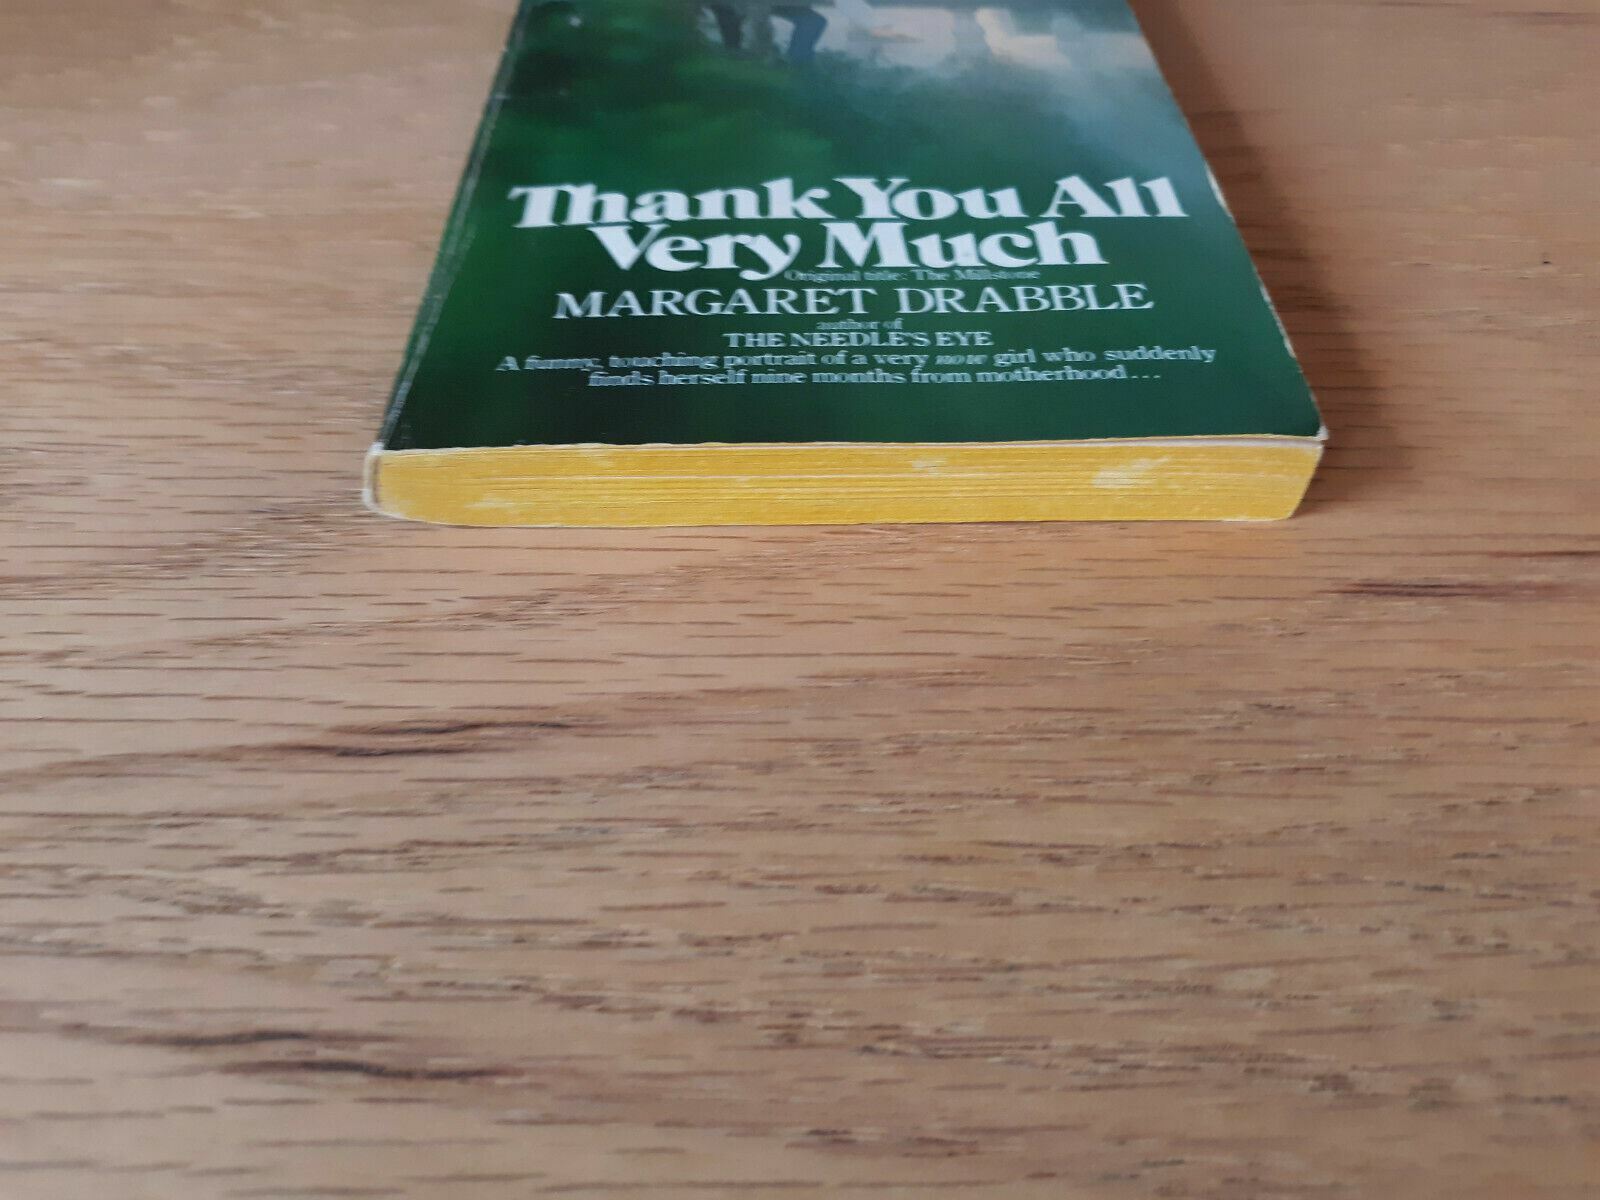 Thank You All
Very Much
Original title: The Millstone
MARGARET DRABBLE
author of
THE NEEDLE'S EYE
A funny, touching portrait of a very now girl who suddenly
finds herself nine months from motherhood...